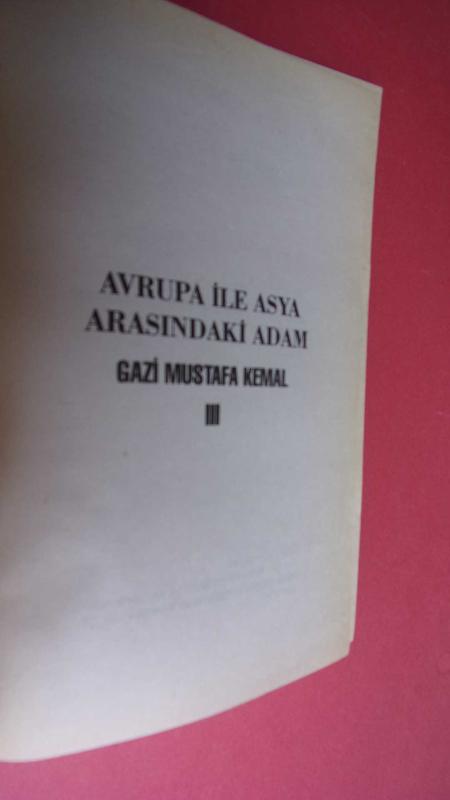 AVRUPA İLE ASYA
ARASINDAKİ ADAM
GAZİ MUSTAFA KEMAL
III